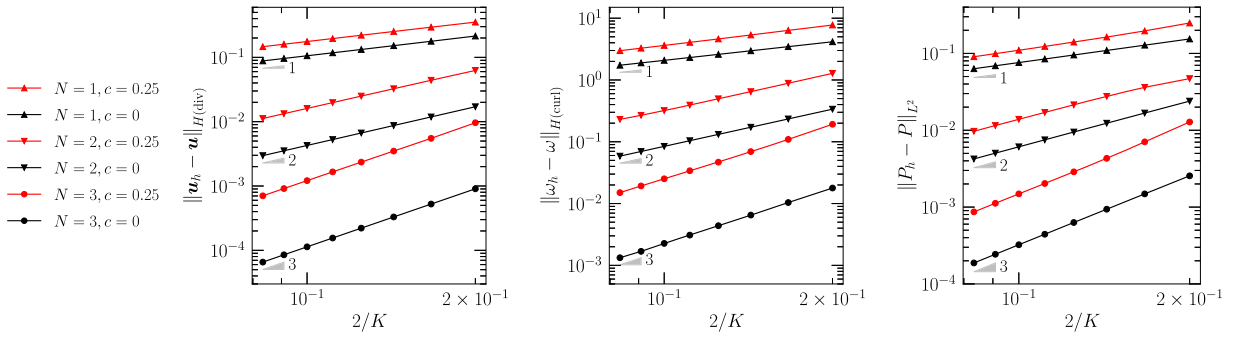 N = 1, c = 0.25
N = 1, c = 0
N = 2, c = 0.25
N = 2, c = 0
N = 3, c = 0.25
N = 3, c = 0
‖u_h − u‖_{H(div)}
10^{-1}
10^{-2}
10^{-3}
10^{-4}
1
2
3
10^{-1}
2 × 10^{-1}
2/K
‖ω_h − ω‖_{H(curl)}
10^{1}
10^{0}
10^{-1}
10^{-2}
10^{-3}
1
2
3
10^{-1}
2 × 10^{-1}
2/K
‖P_h − P‖_{L^2}
10^{-1}
10^{-2}
10^{-3}
10^{-4}
1
2
3
10^{-1}
2 × 10^{-1}
2/K